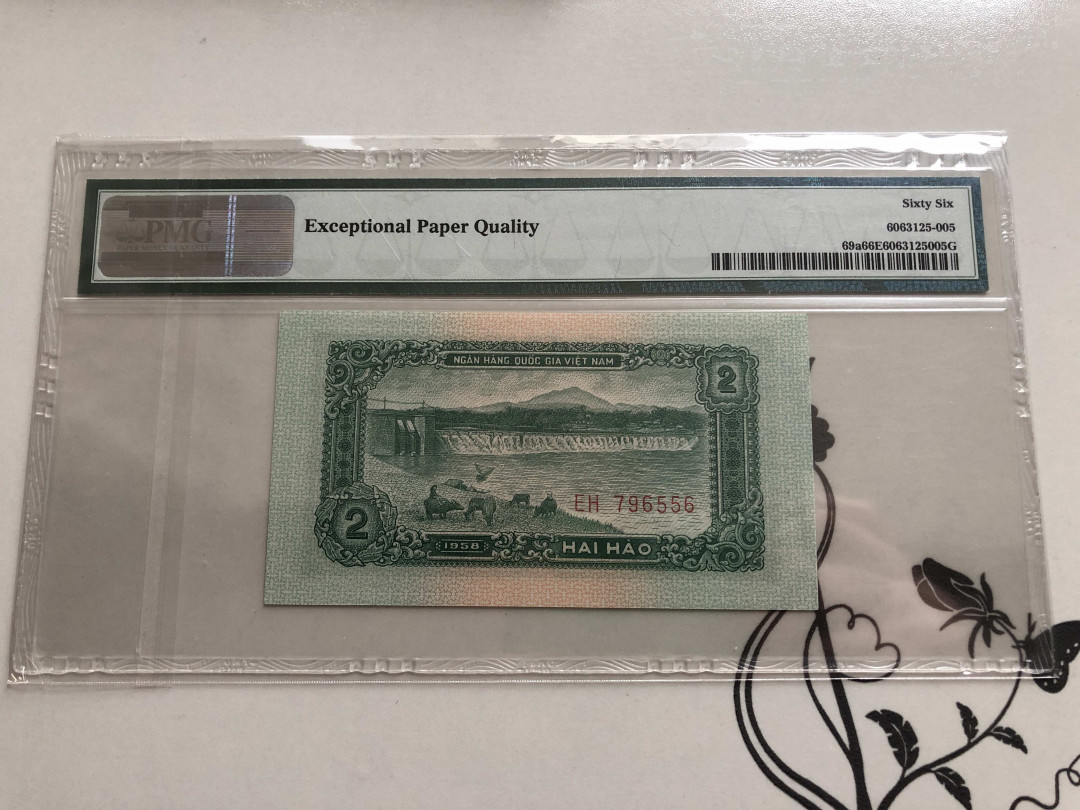 PMG
Exceptional Paper Quality
Sixty Six
6063125-005
69a66E6063125005G
NGÂN HÀNG QUỐC GIA VIỆT NAM
2
EH 796556
2
1958
HAI HÀO